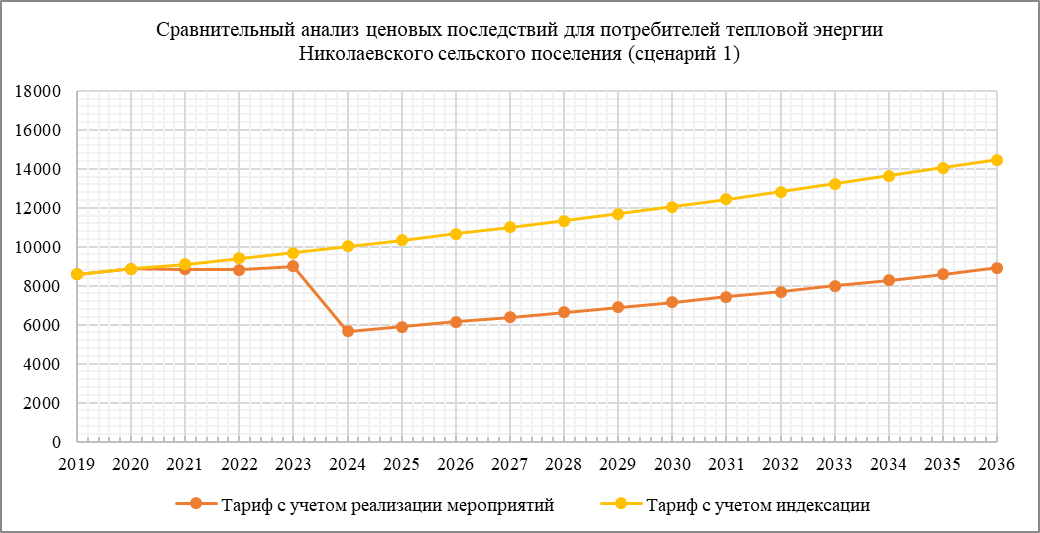 Сравнительный анализ ценовых последствий для потребителей тепловой энергии
Николаевского сельского поселения (сценарий 1)
18000
16000
14000
12000
10000
8000
6000
4000
2000
0
2019 2020 2021 2022 2023 2024 2025 2026 2027 2028 2029 2030 2031 2032 2033 2034 2035 2036
Тариф с учетом реализации мероприятий Тариф с учетом индексации